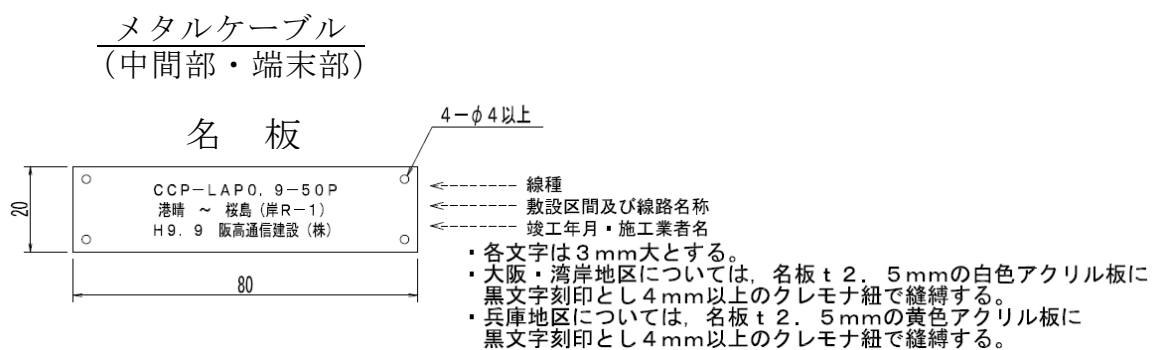 メタルケーブル
(中間部・端末部)
名 板
4－φ4以上
20
CCP－LAP0.9－50P
港晴 ～ 桜島(岸R－1)
H9.9 阪高通信建設(株)
線種
敷設区間及び線路名称
竣工年月・施工業者名
80
・各文字は3mm大とする。
・大阪・湾岸地区については,名板t2.5mmの白色アクリル板に
黒文字刻印とし4mm以上のクレモナ紐で縫縛する。
・兵庫地区については,名板t2.5mmの黄色アクリル板に
黒文字刻印とし4mm以上のクレモナ紐で縫縛する。